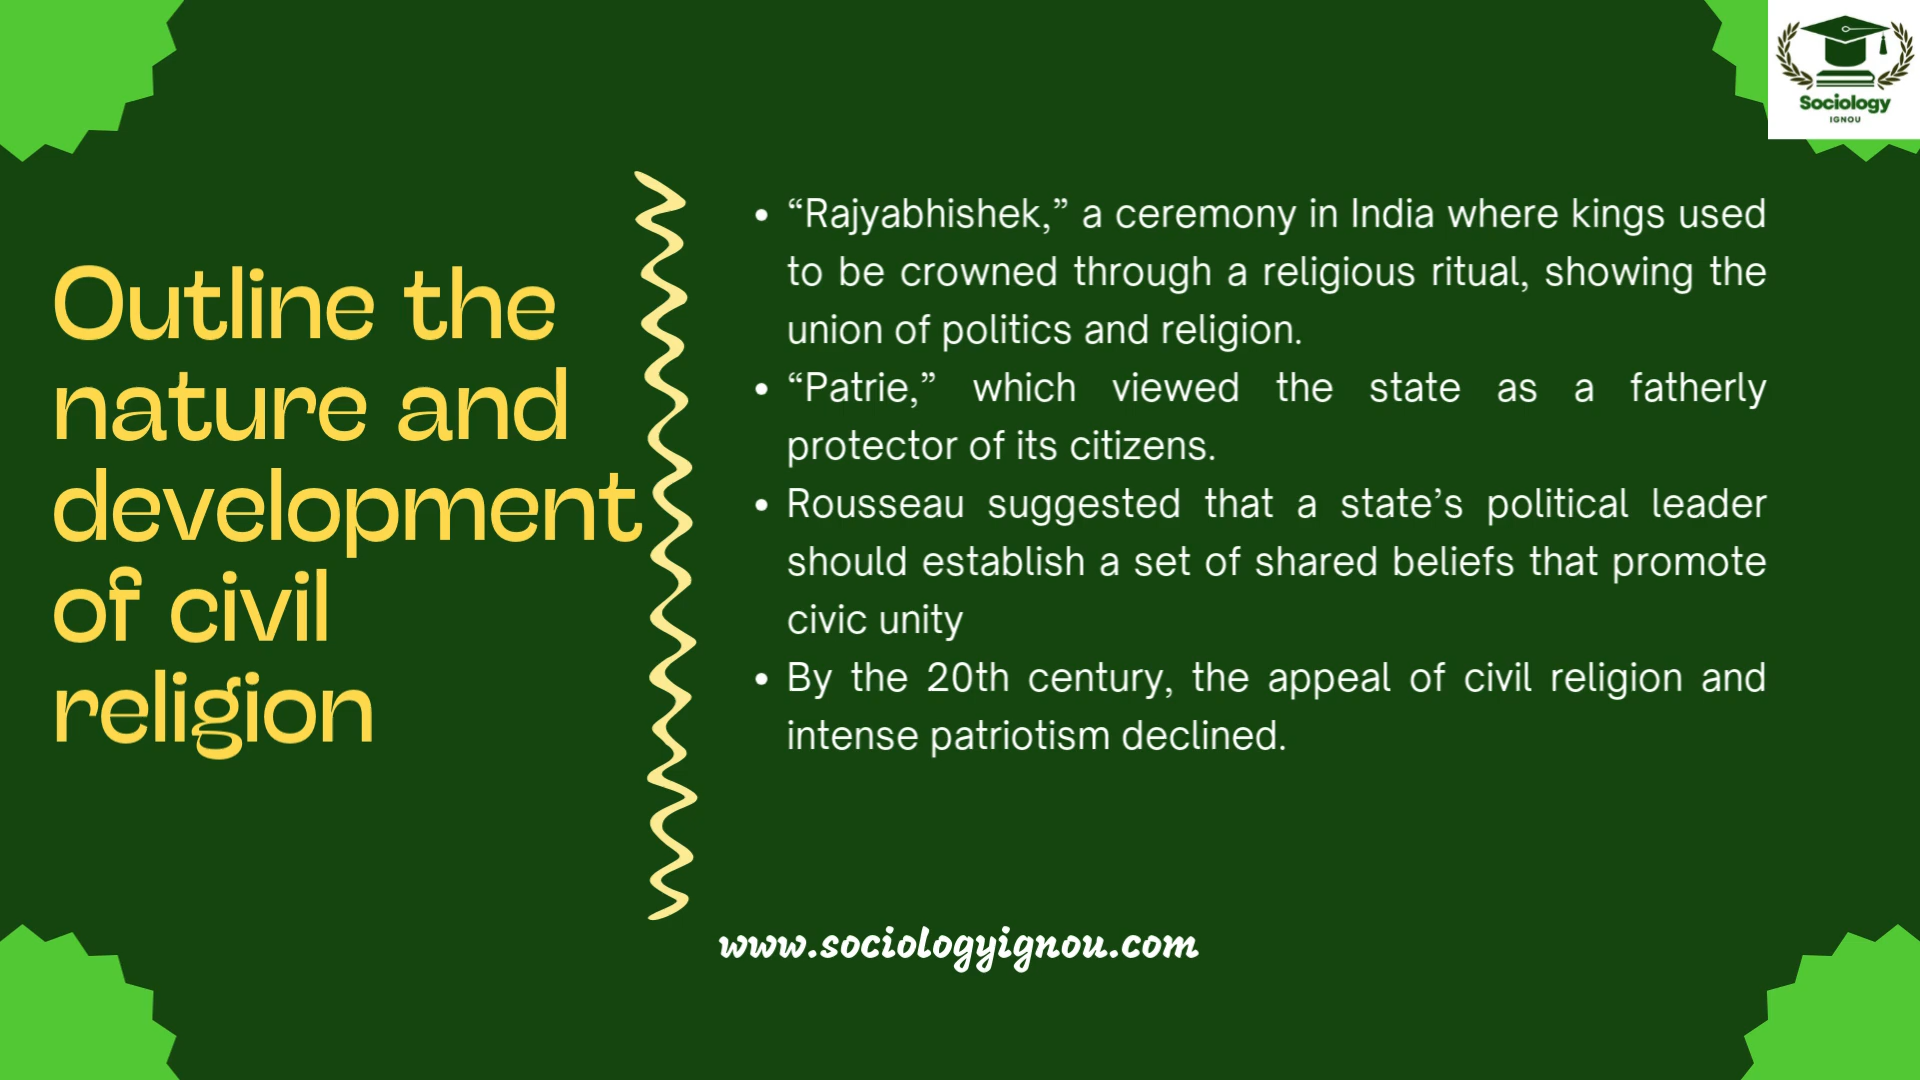 Sociology
IGNOU
Outline the
nature and
development
of civil
religion
• “Rajyabhishek,” a ceremony in India where kings used
to be crowned through a religious ritual, showing the
union of politics and religion.
• “Patrie,” which viewed the state as a fatherly
protector of its citizens.
• Rousseau suggested that a state’s political leader
should establish a set of shared beliefs that promote
civic unity
• By the 20th century, the appeal of civil religion and
intense patriotism declined.
www.sociologyignou.com